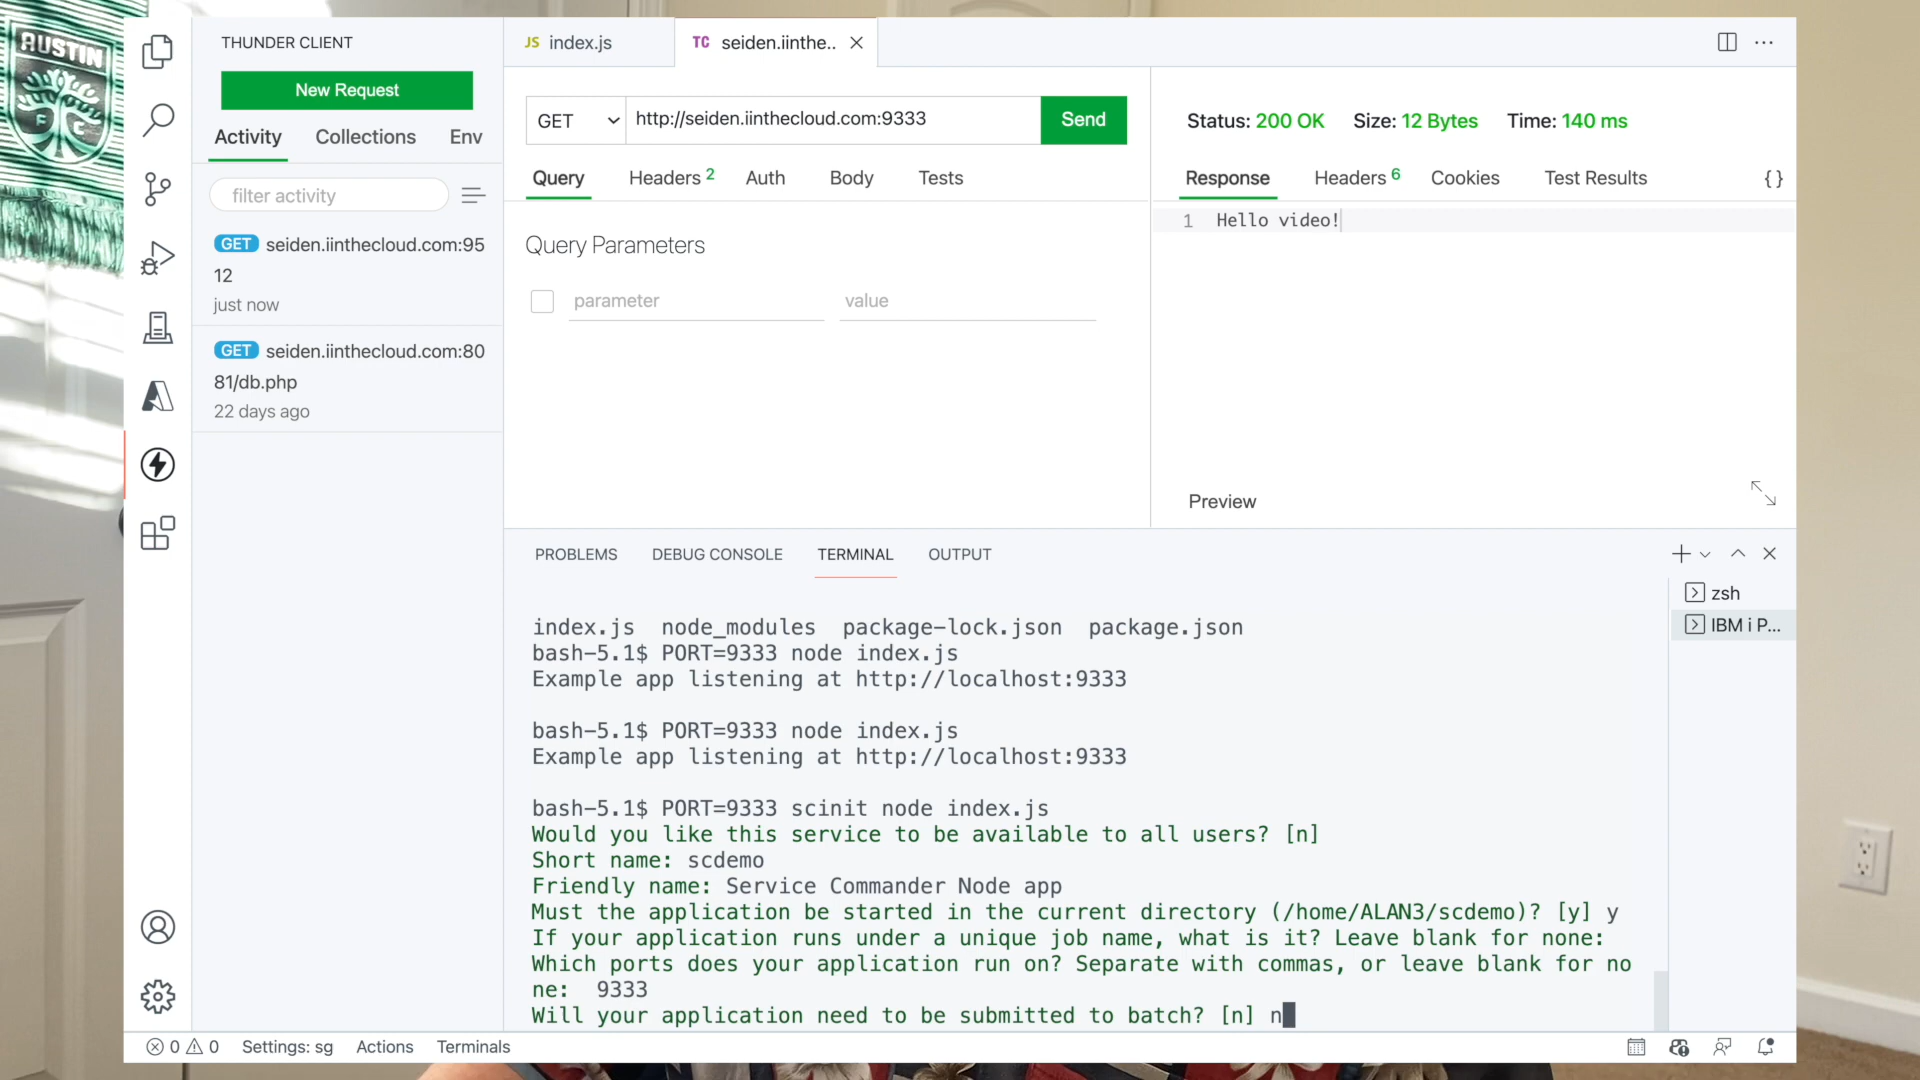 AUSTIN
FC
THUNDER CLIENT
New Request
Activity Collections Env
filter activity
GET seiden.iinthecloud.com:95
12
just now
GET seiden.iinthecloud.com:80
81/db.php
22 days ago
JS index.js
TC seiden.iinthe..
GET http://seiden.iinthecloud.com:9333 Send
Query Headers 2 Auth Body Tests
Query Parameters
parameter value
Status: 200 OK Size: 12 Bytes Time: 140 ms
Response Headers 6 Cookies Test Results {}
1 Hello video!
Preview
PROBLEMS DEBUG CONSOLE TERMINAL OUTPUT
zsh
IBM i P...
index.js node_modules package-lock.json package.json
bash-5.1$ PORT=9333 node index.js
Example app listening at http://localhost:9333
bash-5.1$ PORT=9333 node index.js
Example app listening at http://localhost:9333
bash-5.1$ PORT=9333 scinit node index.js
Would you like this service to be available to all users? [n]
Short name: scdemo
Friendly name: Service Commander Node app
Must the application be started in the current directory (/home/ALAN3/scdemo)? [y] y
If your application runs under a unique job name, what is it? Leave blank for none:
Which ports does your application run on? Separate with commas, or leave blank for no
ne: 9333
Will your application need to be submitted to batch? [n] n
0 0 Settings: sg Actions Terminals